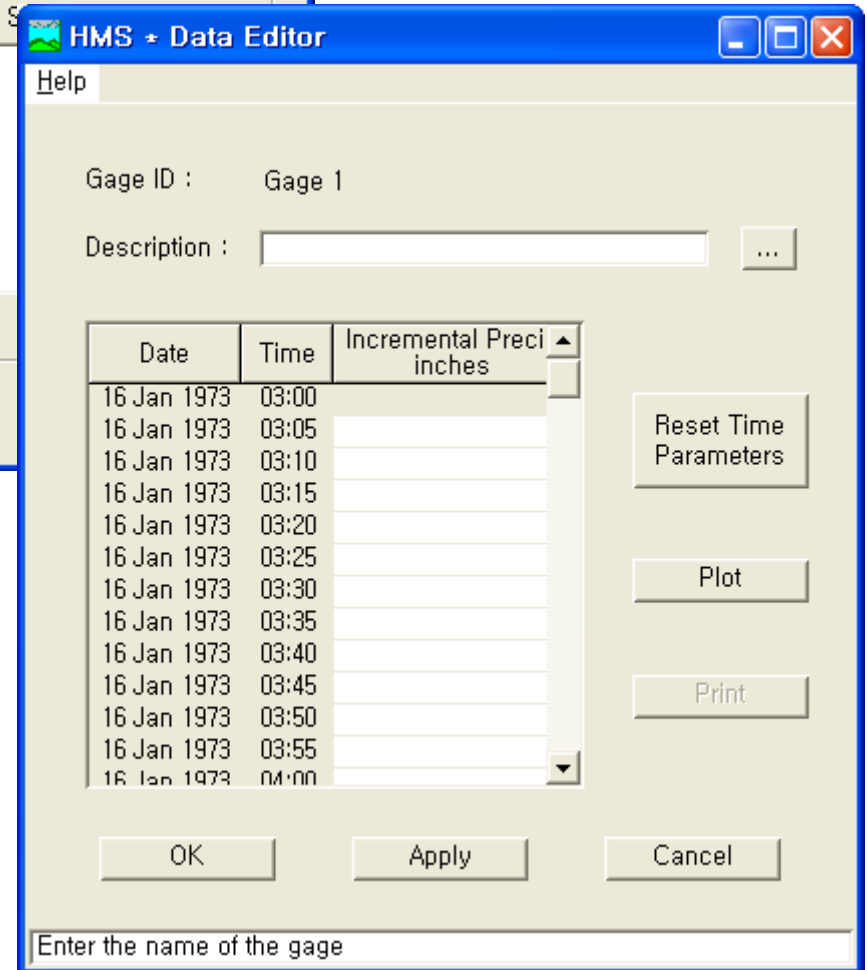 S
HMS * Data Editor
Help
Gage ID : Gage 1
Description :
...
Date Time Incremental Preci
inches
16 Jan 1973 03:00
16 Jan 1973 03:05
16 Jan 1973 03:10
16 Jan 1973 03:15
16 Jan 1973 03:20
16 Jan 1973 03:25
16 Jan 1973 03:30
16 Jan 1973 03:35
16 Jan 1973 03:40
16 Jan 1973 03:45
16 Jan 1973 03:50
16 Jan 1973 03:55
16 Jan 1973 04:00
Reset Time
Parameters
Plot
Print
OK Apply Cancel
Enter the name of the gage